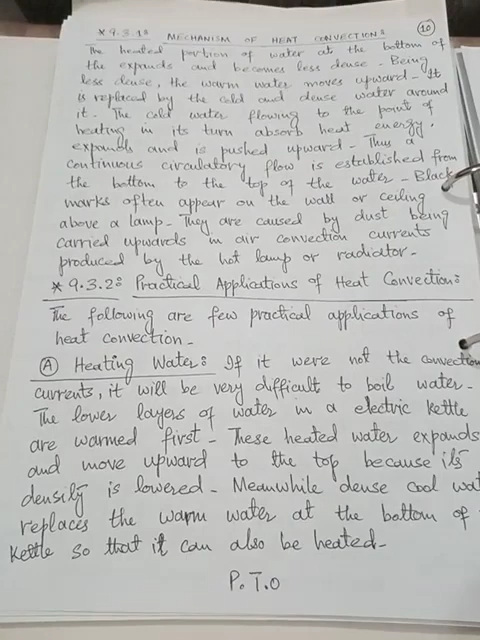 (10)
* 9.3.1: MECHANISM OF HEAT CONVECTION:
The heated portion of water at the bottom of
the expands and becomes less dense. Being
less dense, the warm water moves upward. It
is replaced by the cold and dense water around
it. The cold water flowing to the point of
heating in its turn absorb heat energy,
expands and is pushed upward. Thus a
continuous circulatory flow is established from
the bottom to the top of the water. Black
marks often appear on the wall or ceiling
above a lamp. They are caused by dust being
carried upwards in air convection currents
produced by the hot lamp or radiator.
* 9.3.2: Practical Applications of Heat Convection:
The following are few practical applications of
heat convection.
(A) Heating Water: If it were not the convection
currents, it will be very difficult to boil water.
The lower layers of water in a electric kettle
are warmed first. These heated water expands
and move upward to the top because its
density is lowered. Meanwhile dense cool wat
replaces the warm water at the bottom of
kettle so that it can also be heated.
P.T.O